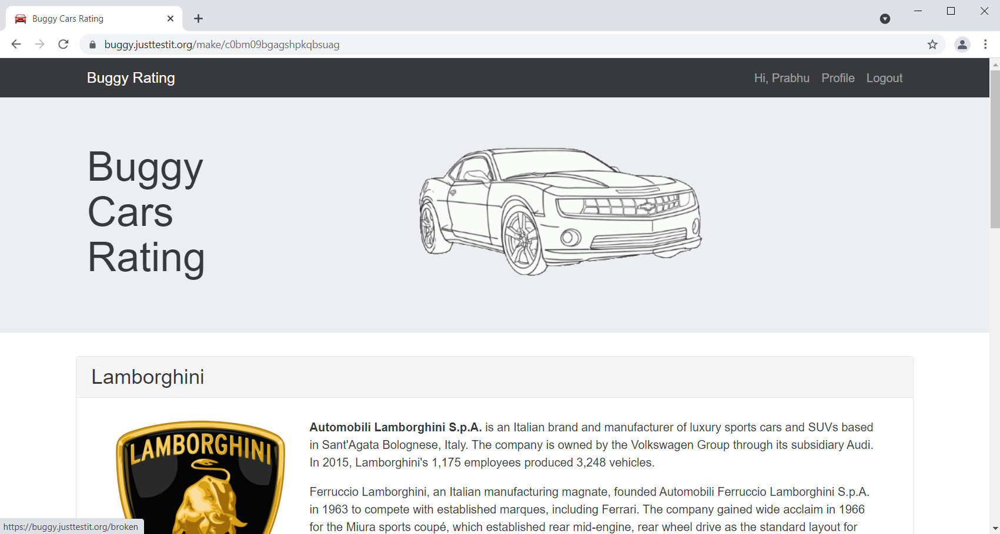 Buggy Cars Rating
buggy.justtestit.org/make/c0bm09bgagshpkqbsuag
Buggy Rating
Hi, Prabhu Profile Logout
Buggy
Cars
Rating
Lamborghini
LAMBORGHINI
Automobili Lamborghini S.p.A. is an Italian brand and manufacturer of luxury sports cars and SUVs based
in Sant'Agata Bolognese, Italy. The company is owned by the Volkswagen Group through its subsidiary Audi.
In 2015, Lamborghini's 1,175 employees produced 3,248 vehicles.
Ferruccio Lamborghini, an Italian manufacturing magnate, founded Automobili Ferruccio Lamborghini S.p.A.
in 1963 to compete with established marques, including Ferrari. The company gained wide acclaim in 1966
for the Miura sports coupé, which established rear mid-engine, rear wheel drive as the standard layout for
https://buggy.justtestit.org/broken